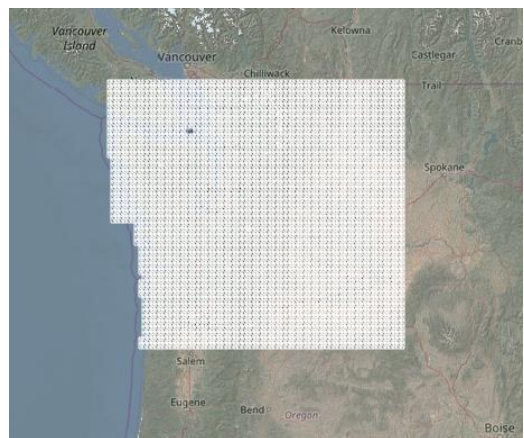 Vancouver
Island
Kelowna
Cranb
Vancouver
Castlegar
Chilliwack
Trail
Spokane
Salem
Eugene
Bend
Oregon
Boise